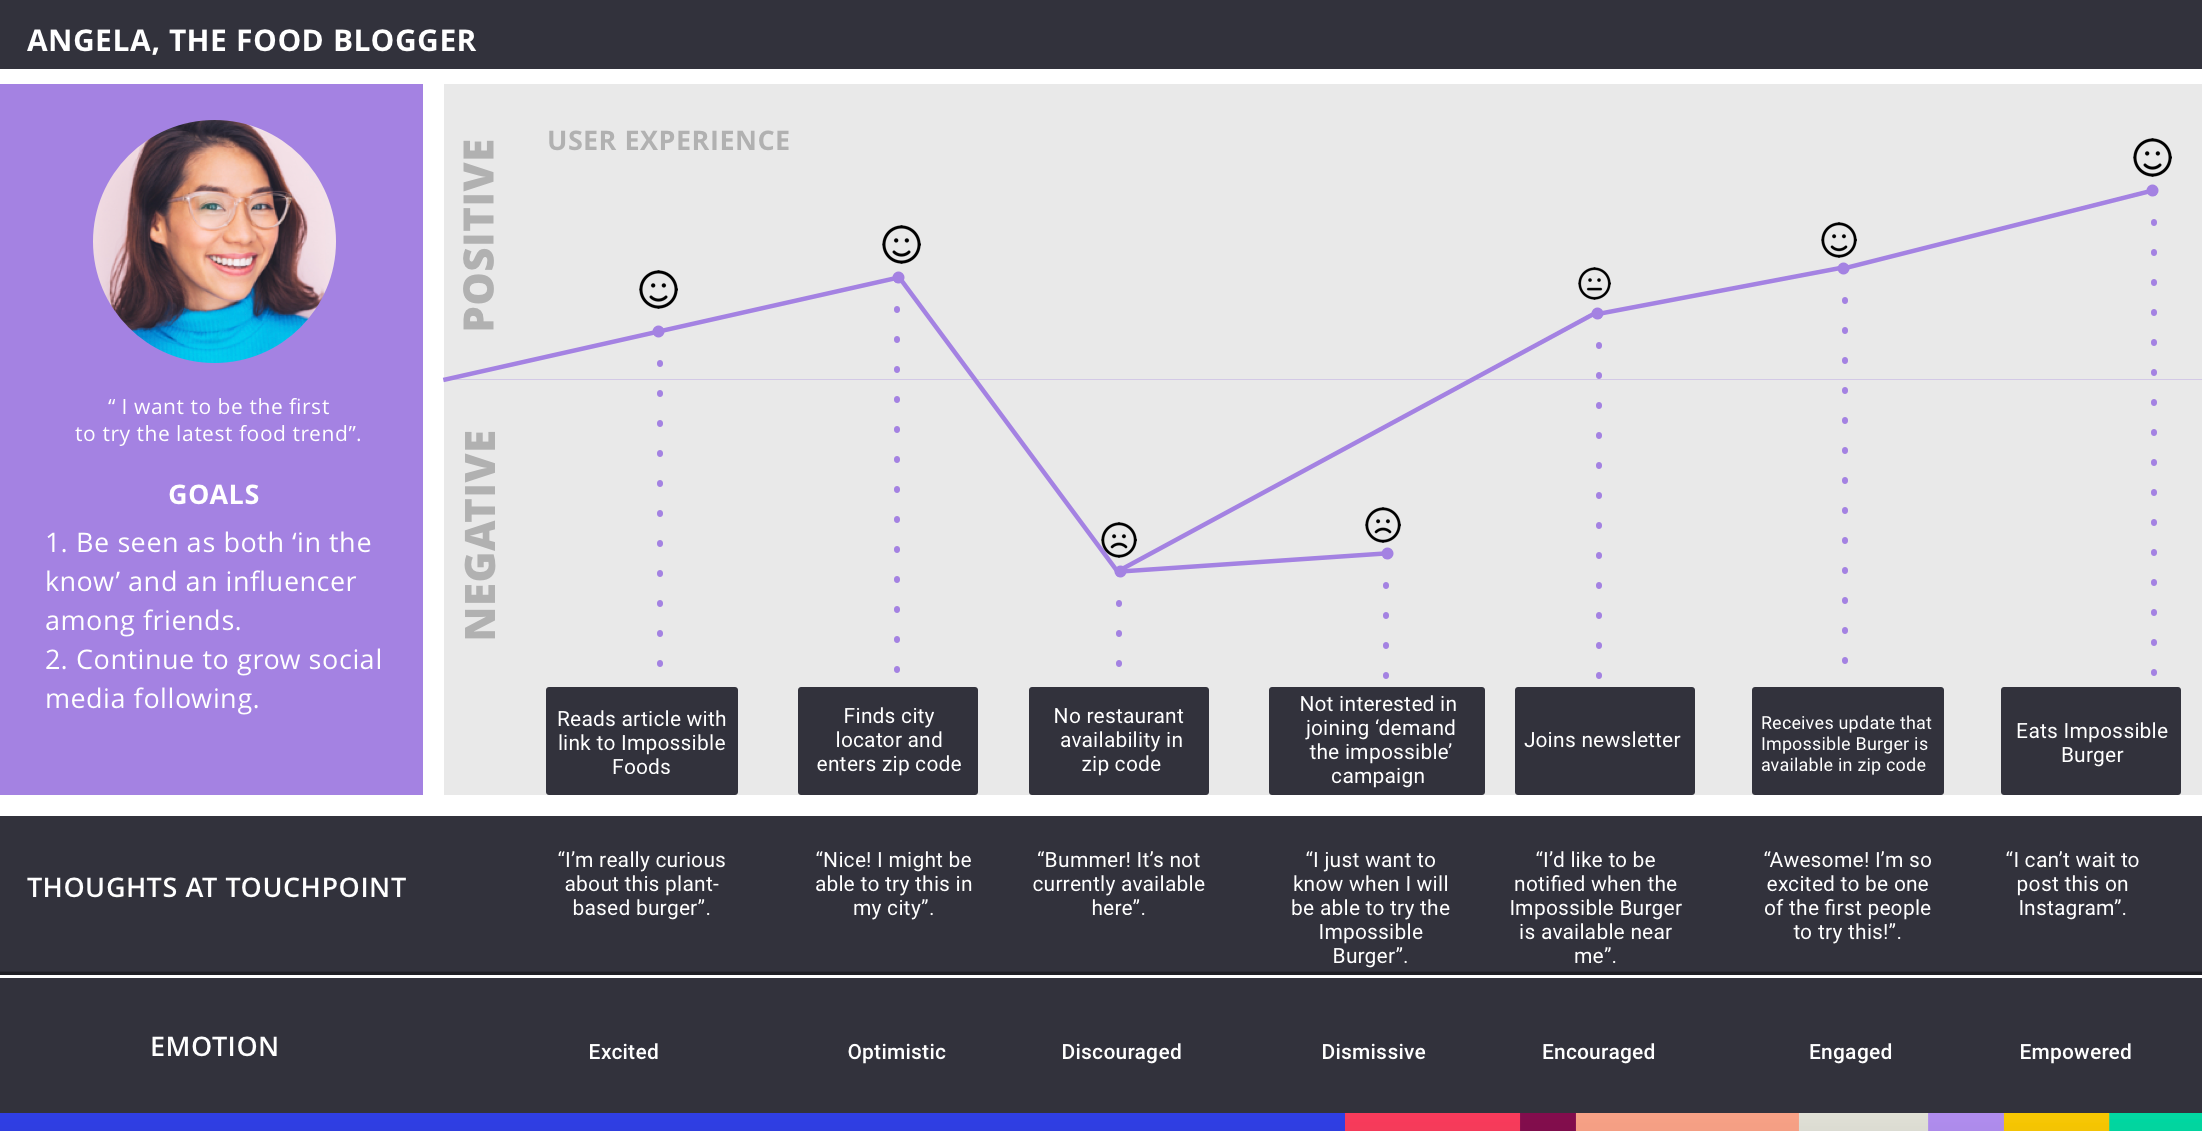 ANGELA, THE FOOD BLOGGER
“ I want to be the first
to try the latest food trend”.
GOALS
1. Be seen as both ‘in the
know’ and an influencer
among friends.
2. Continue to grow social
media following.
USER EXPERIENCE
POSITIVE
NEGATIVE
Reads article with
link to Impossible
Foods
Finds city
locator and
enters zip code
No restaurant
availability in
zip code
Not interested in
joining ‘demand
the impossible’
campaign
Joins newsletter
Receives update that
Impossible Burger is
available in zip code
Eats Impossible
Burger
THOUGHTS AT TOUCHPOINT
“I’m really curious
about this plant-
based burger”.
“Nice! I might be
able to try this in
my city”.
“Bummer! It’s not
currently available
here”.
“I just want to
know when I will
be able to try the
Impossible
Burger”.
“I’d like to be
notified when the
Impossible Burger
is available near
me”.
“Awesome! I’m so
excited to be one
of the first people
to try this!”.
“I can’t wait to
post this on
Instagram”.
EMOTION
Excited
Optimistic
Discouraged
Dismissive
Encouraged
Engaged
Empowered